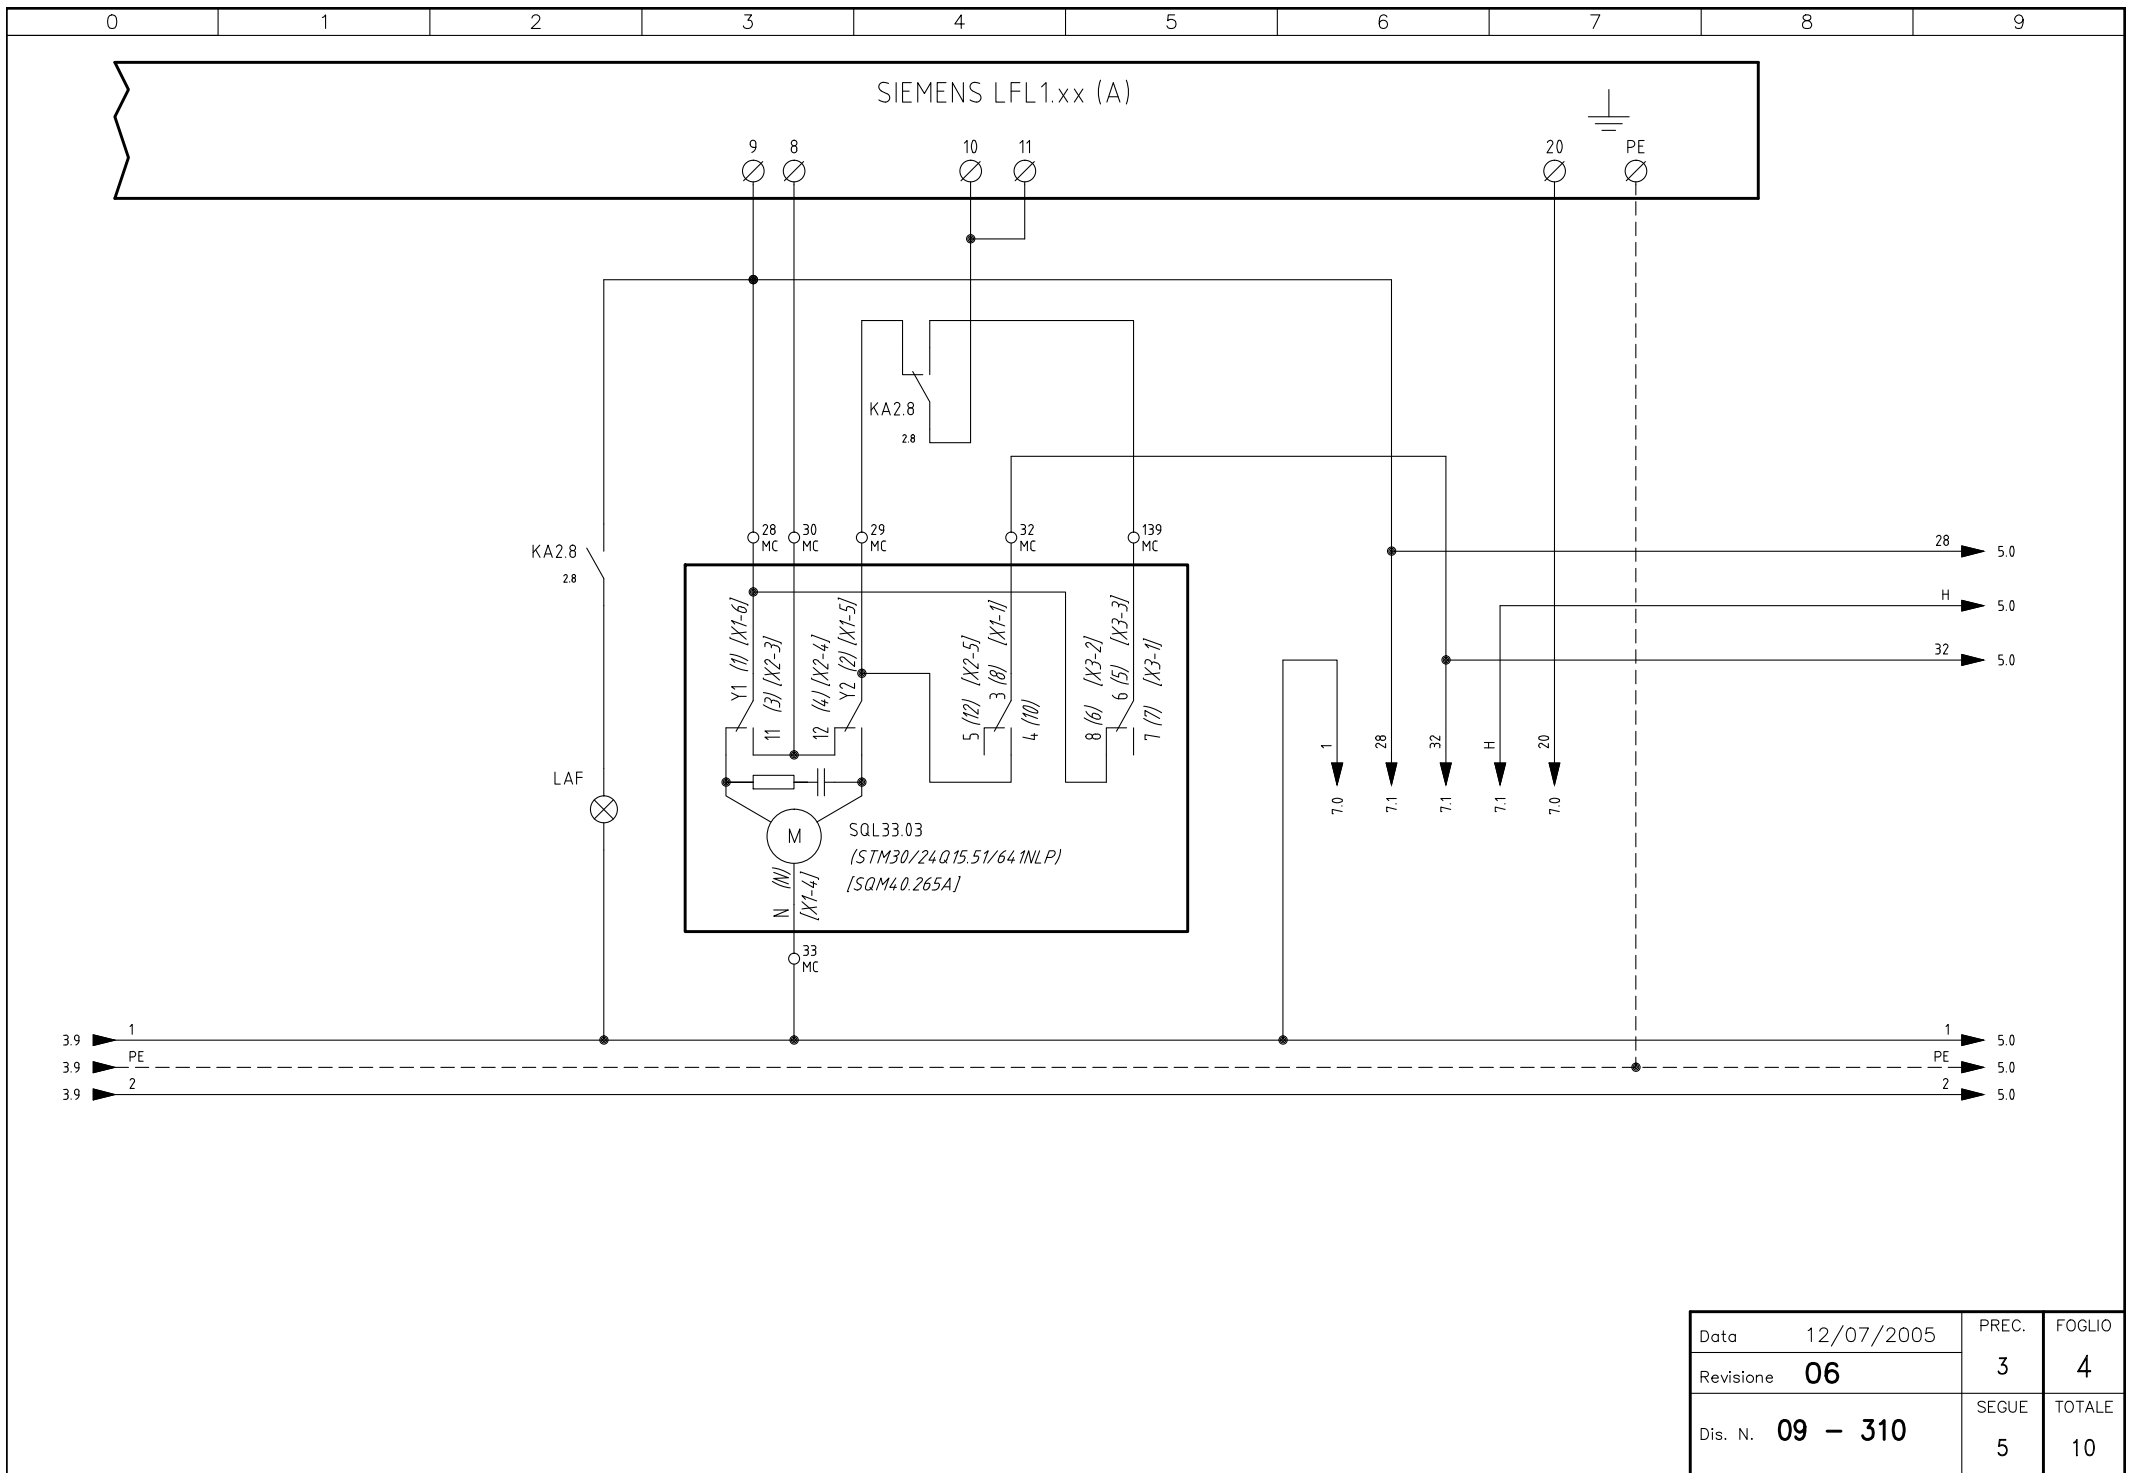 0 1 2 3 4 5 6 7 8 9
SIEMENS LFL1.xx (A)
9 8 10 11 20 PE
KA2.8
2.8
KA2.8
2.8
28
MC
30
MC
29
MC
32
MC
139
MC
28 5.0
H 5.0
32 5.0
Y1 (1) [X1-6]
11 (3) [X2-3]
12 (4) [X2-4]
Y2 (2) [X1-5]
5 (12) [X2-5]
3 (8) [X1-1]
4 (10)
8 (6) [X3-2]
6 (5) [X3-3]
7 (7) [X3-1]
1 28 32 H 20
7.0 7.1 7.1 7.1 7.0
LAF
M
SQL33.03
(STM30/24Q15.51/641NLP)
[SQM40.265A]
N (N)
[X1-4]
33
MC
3.9 1 1 5.0
3.9 PE PE 5.0
3.9 2 2 5.0
Data 12/07/2005
PREC.
3
FOGLIO
4
Revisione 06
Dis. N. 09 - 310
SEGUE
5
TOTALE
10